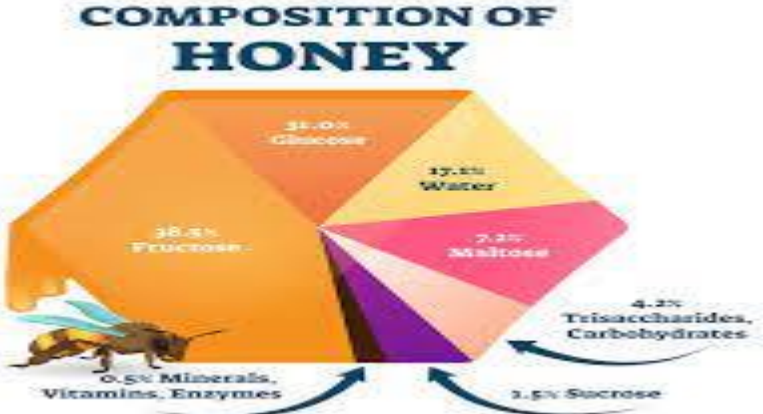 COMPOSITION OF
HONEY
31.0%
Glucose
17.1%
Water
38.5%
Fructose
7.2%
Maltose
4.2%
Trisaccharides,
Carbohydrates
0.5% Minerals,
Vitamins, Enzymes
1.5% Sucrose